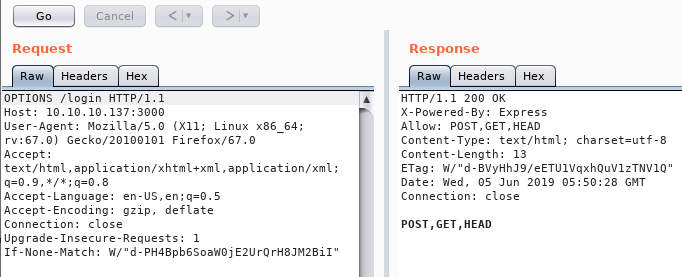 Go
Cancel
<
>
Request
Raw
Headers
Hex
OPTIONS /login HTTP/1.1
Host: 10.10.10.137:3000
User-Agent: Mozilla/5.0 (X11; Linux x86_64;
rv:67.0) Gecko/20100101 Firefox/67.0
Accept:
text/html,application/xhtml+xml,application/xml;
q=0.9,*/*;q=0.8
Accept-Language: en-US,en;q=0.5
Accept-Encoding: gzip, deflate
Connection: close
Upgrade-Insecure-Requests: 1
If-None-Match: W/"d-PH4Bpb6SoaW0jE2UrQrH8JM2BiI"
Response
Raw
Headers
Hex
HTTP/1.1 200 OK
X-Powered-By: Express
Allow: POST,GET,HEAD
Content-Type: text/html; charset=utf-8
Content-Length: 13
ETag: W/"d-BVyHhJ9/eETU1VqxhQuV1zTNV1Q"
Date: Wed, 05 Jun 2019 05:50:28 GMT
Connection: close
POST,GET,HEAD